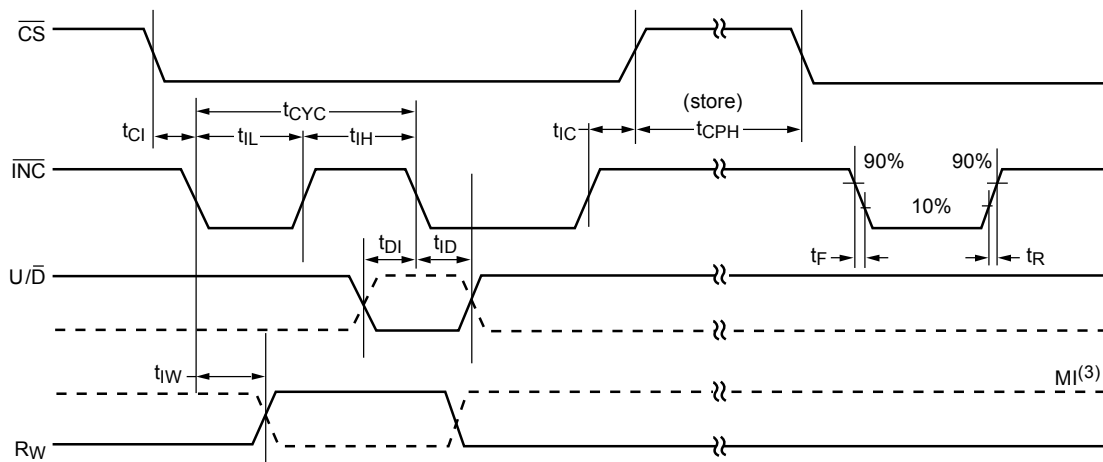 CS
(store)
tCYC
tCI
tIL
tIH
tIC
tCPH
INC
90%
90%
10%
tDI
tID
tF
tR
U/D
tIW
MI(3)
RW